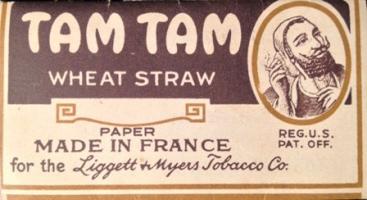 TAM TAM
WHEAT STRAW
PAPER
MADE IN FRANCE
for the Liggett & Myers Tobacco Co.
REG.U.S.
PAT. OFF.